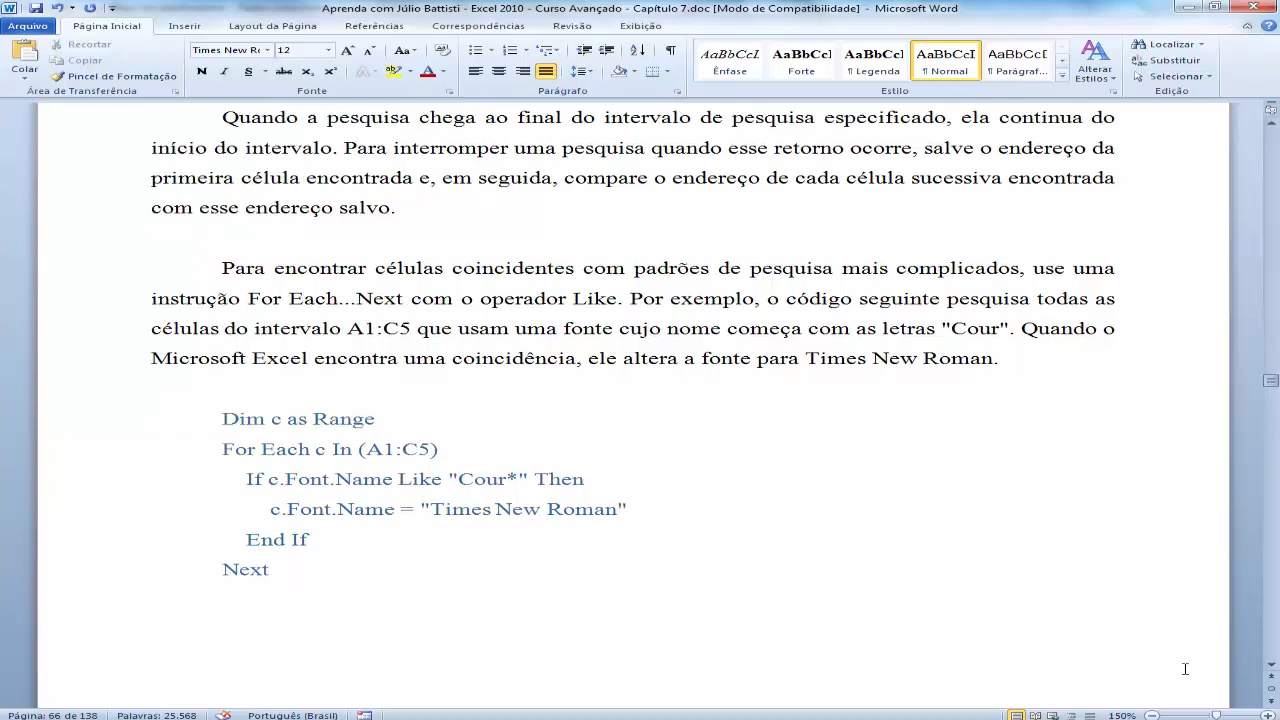 Aprenda com Júlio Battisti - Excel 2010 - Curso Avançado - Capítulo 7.doc [Modo de Compatibilidade] - Microsoft Word
Arquivo Página Inicial Inserir Layout da Página Referências Correspondências Revisão Exibição
Colar
Recortar
Copiar
Pincel de Formatação
Área de Transferência
Times New Ro 12
N I S abc x₂ x²
Fonte
Parágrafo
AaBbCcI AaBbCcI AaBbCcI AaBbCcI AaBbCcI
Ênfase Forte ¶ Legenda ¶ Normal ¶ Parágraf...
Alterar
Estilos
Estilo
Localizar
Substituir
Selecionar
Edição
Quando a pesquisa chega ao final do intervalo de pesquisa especificado, ela continua do
início do intervalo. Para interromper uma pesquisa quando esse retorno ocorre, salve o endereço da
primeira célula encontrada e, em seguida, compare o endereço de cada célula sucessiva encontrada
com esse endereço salvo.
Para encontrar células coincidentes com padrões de pesquisa mais complicados, use uma
instrução For Each...Next com o operador Like. Por exemplo, o código seguinte pesquisa todas as
células do intervalo A1:C5 que usam uma fonte cujo nome começa com as letras "Cour". Quando o
Microsoft Excel encontra uma coincidência, ele altera a fonte para Times New Roman.
Dim c as Range
For Each c In (A1:C5)
If c.Font.Name Like "Cour*" Then
c.Font.Name = "Times New Roman"
End If
Next
Página: 66 de 138 Palavras: 25.568 Português (Brasil) 150%